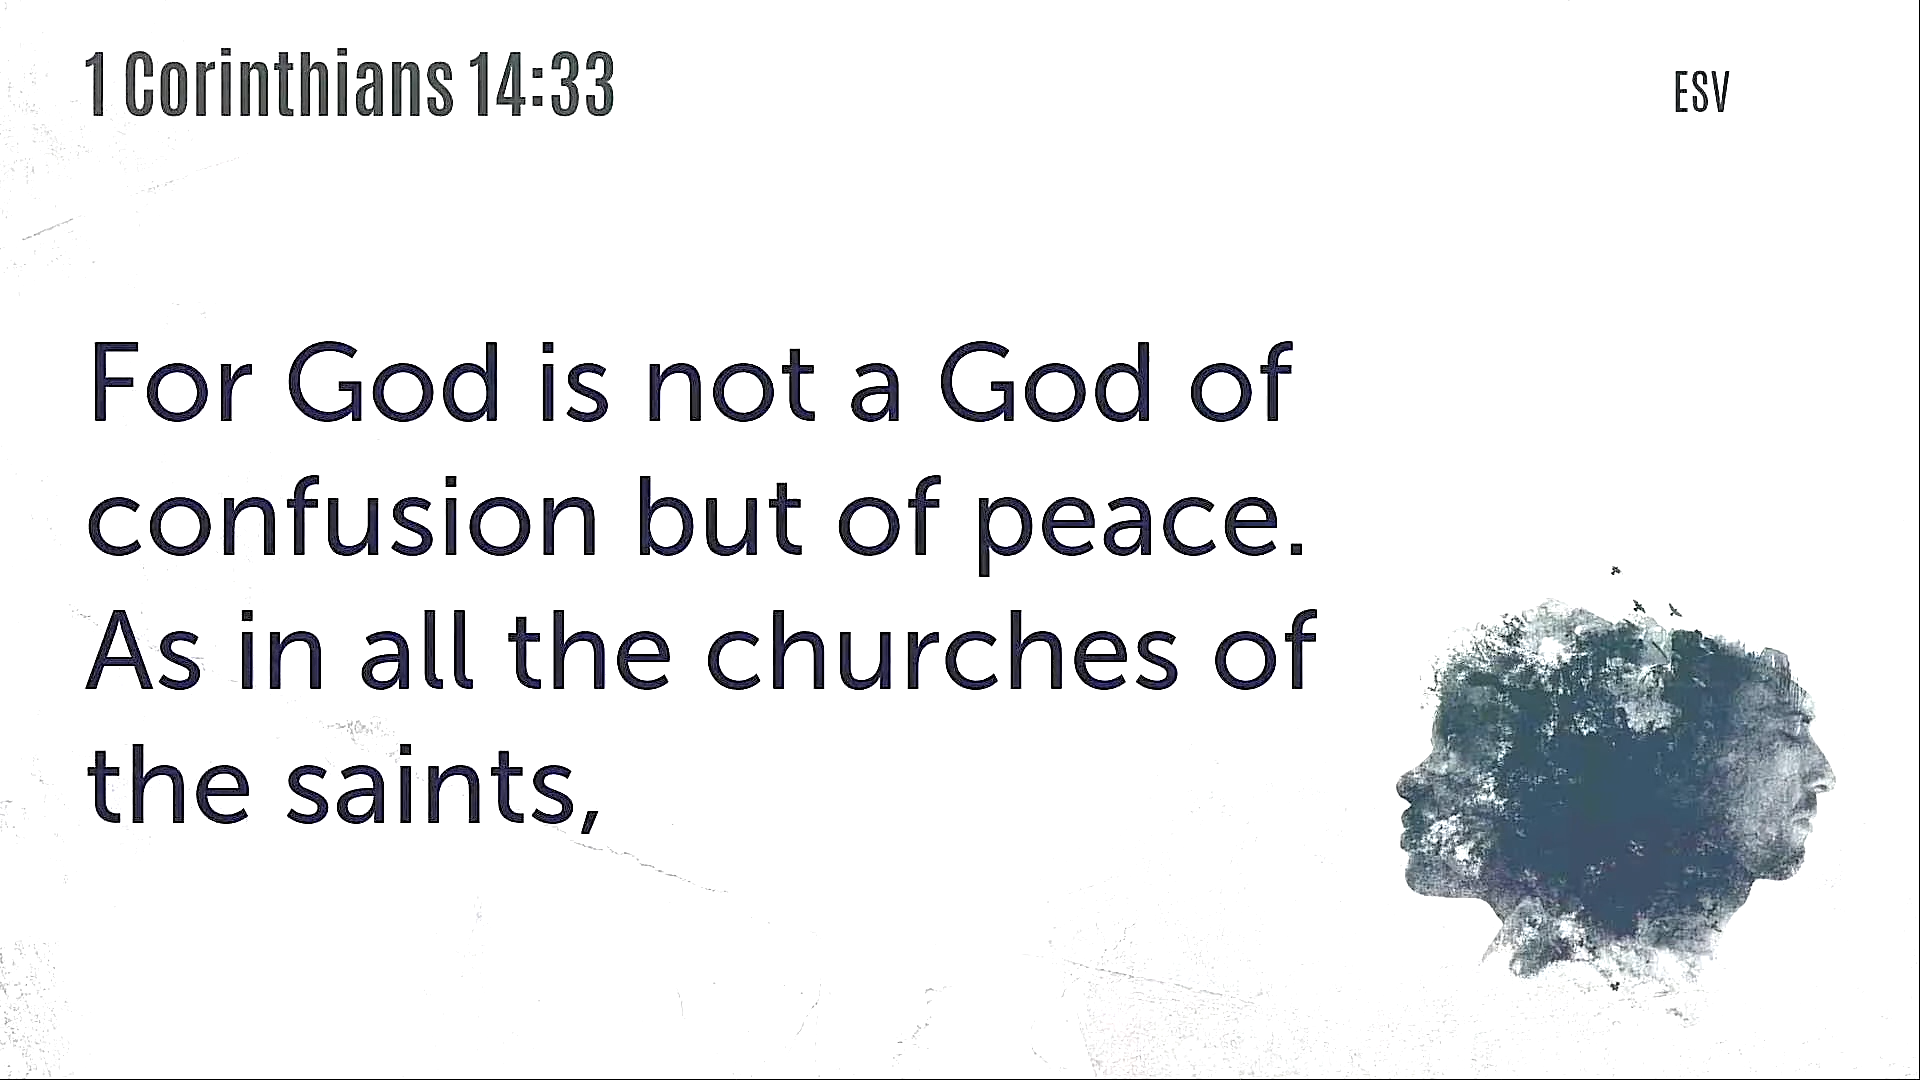 1 Corinthians 14:33
ESV
For God is not a God of
confusion but of peace.
As in all the churches of
the saints,